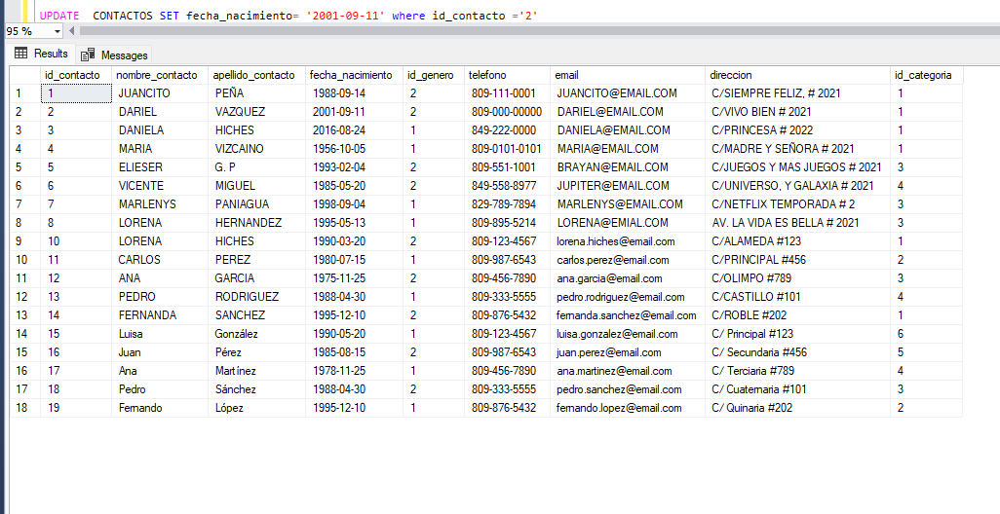 UPDATE CONTACTOS SET fecha_nacimiento= '2001-09-11' where id_contacto ='2'
95 %
Results Messages
id_contacto nombre_contacto apellido_contacto fecha_nacimiento id_genero telefono email direccion id_categoria
1 1 JUANCITO PEÑA 1988-09-14 2 809-111-0001 JUANCITO@EMAIL.COM C/SIEMPRE FELIZ, # 2021 1
2 2 DARIEL VAZQUEZ 2001-09-11 2 809-000-00000 DARIEL@EMAIL.COM C/VIVO BIEN # 2021 1
3 3 DANIELA HICHES 2016-08-24 1 849-222-0000 DANIELA@EMAIL.COM C/PRINCESA # 2022 1
4 4 MARIA VIZCAINO 1956-10-05 1 809-0101-0101 MARIA@EMAIL.COM C/MADRE Y SEÑORA # 2021 1
5 5 ELIESER G. P 1993-02-04 2 809-551-1001 BRAYAN@EMAIL.COM C/JUEGOS Y MAS JUEGOS # 2021 3
6 6 VICENTE MIGUEL 1985-05-20 2 849-558-8977 JUPITER@EMAIL.COM C/UNIVERSO, Y GALAXIA # 2021 4
7 7 MARLENYS PANIAGUA 1998-09-04 1 829-789-7894 MARLENYS@EMAIL.COM C/NETFLIX TEMPORADA # 2 3
8 8 LORENA HERNANDEZ 1995-05-13 1 809-895-5214 LORENA@EMIAL.COM AV. LA VIDA ES BELLA # 2021 3
9 10 LORENA HICHES 1990-03-20 2 809-123-4567 lorena.hiches@email.com C/ALAMEDA #123 1
10 11 CARLOS PEREZ 1980-07-15 1 809-987-6543 carlos.perez@email.com C/PRINCIPAL #456 2
11 12 ANA GARCIA 1975-11-25 2 809-456-7890 ana.garcia@email.com C/OLIMPO #789 3
12 13 PEDRO RODRIGUEZ 1988-04-30 1 809-333-5555 pedro.rodriguez@email.com C/CASTILLO #101 4
13 14 FERNANDA SANCHEZ 1995-12-10 2 809-876-5432 fernanda.sanchez@email.com C/ROBLE #202 1
14 15 Luisa González 1990-05-20 1 809-123-4567 luisa.gonzalez@email.com C/ Principal #123 6
15 16 Juan Pérez 1985-08-15 2 809-987-6543 juan.perez@email.com C/ Secundaria #456 5
16 17 Ana Martínez 1978-11-25 1 809-456-7890 ana.martinez@email.com C/ Terciaria #789 4
17 18 Pedro Sánchez 1988-04-30 2 809-333-5555 pedro.sanchez@email.com C/ Cuaternaria #101 3
18 19 Fernando López 1995-12-10 1 809-876-5432 fernando.lopez@email.com C/ Quinaria #202 2